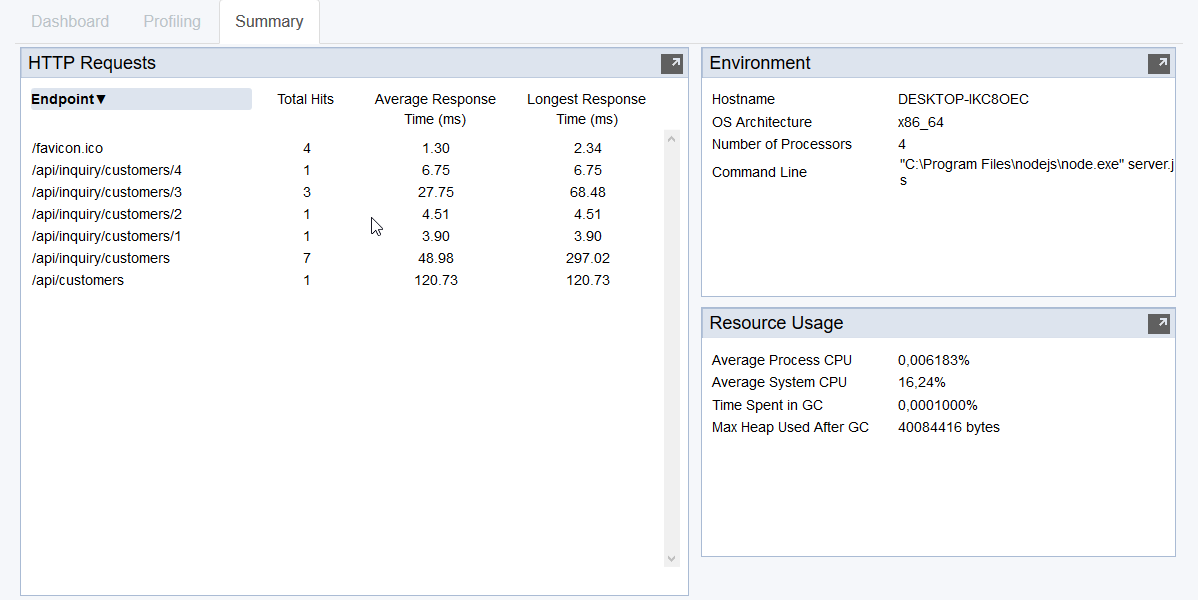 Dashboard Profiling Summary
HTTP Requests
Endpoint▼ Total Hits Average Response Time (ms) Longest Response Time (ms)
/favicon.ico 4 1.30 2.34
/api/inquiry/customers/4 1 6.75 6.75
/api/inquiry/customers/3 3 27.75 68.48
/api/inquiry/customers/2 1 4.51 4.51
/api/inquiry/customers/1 1 3.90 3.90
/api/inquiry/customers 7 48.98 297.02
/api/customers 1 120.73 120.73
Environment
Hostname DESKTOP-IKC8OEC
OS Architecture x86_64
Number of Processors 4
Command Line "C:\Program Files\nodejs\node.exe" server.j
s
Resource Usage
Average Process CPU 0,006183%
Average System CPU 16,24%
Time Spent in GC 0,0001000%
Max Heap Used After GC 40084416 bytes